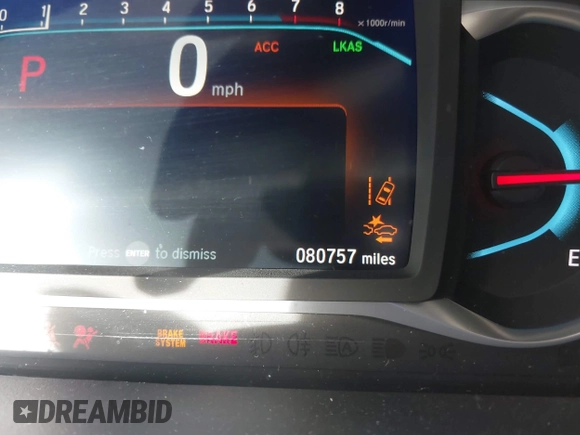 0 1 2 3 4 5 6 7 8
x 1000r/min
P 0 mph
ACC LKAS
Press ENTER to dismiss
080757 miles
E
BRAKE SYSTEM BRAKE
DREAMBID